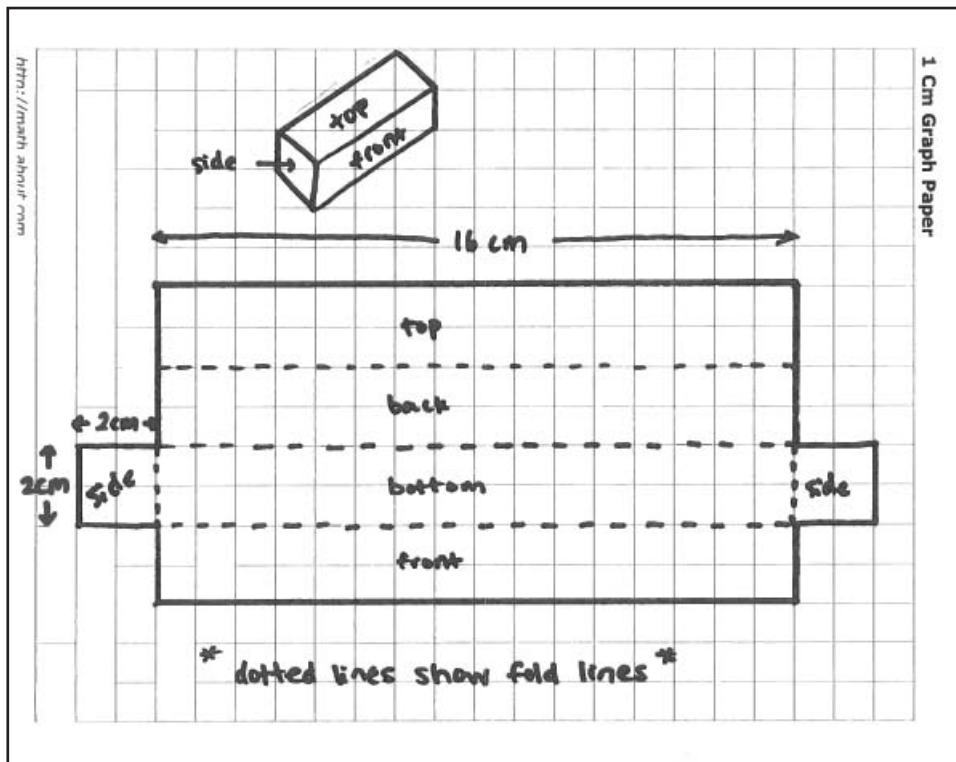 1 Cm Graph Paper
top
front
side
16 cm
top
back
2cm
2cm
side
bottom
side
front
* dotted lines show fold lines *
http://math.about.com